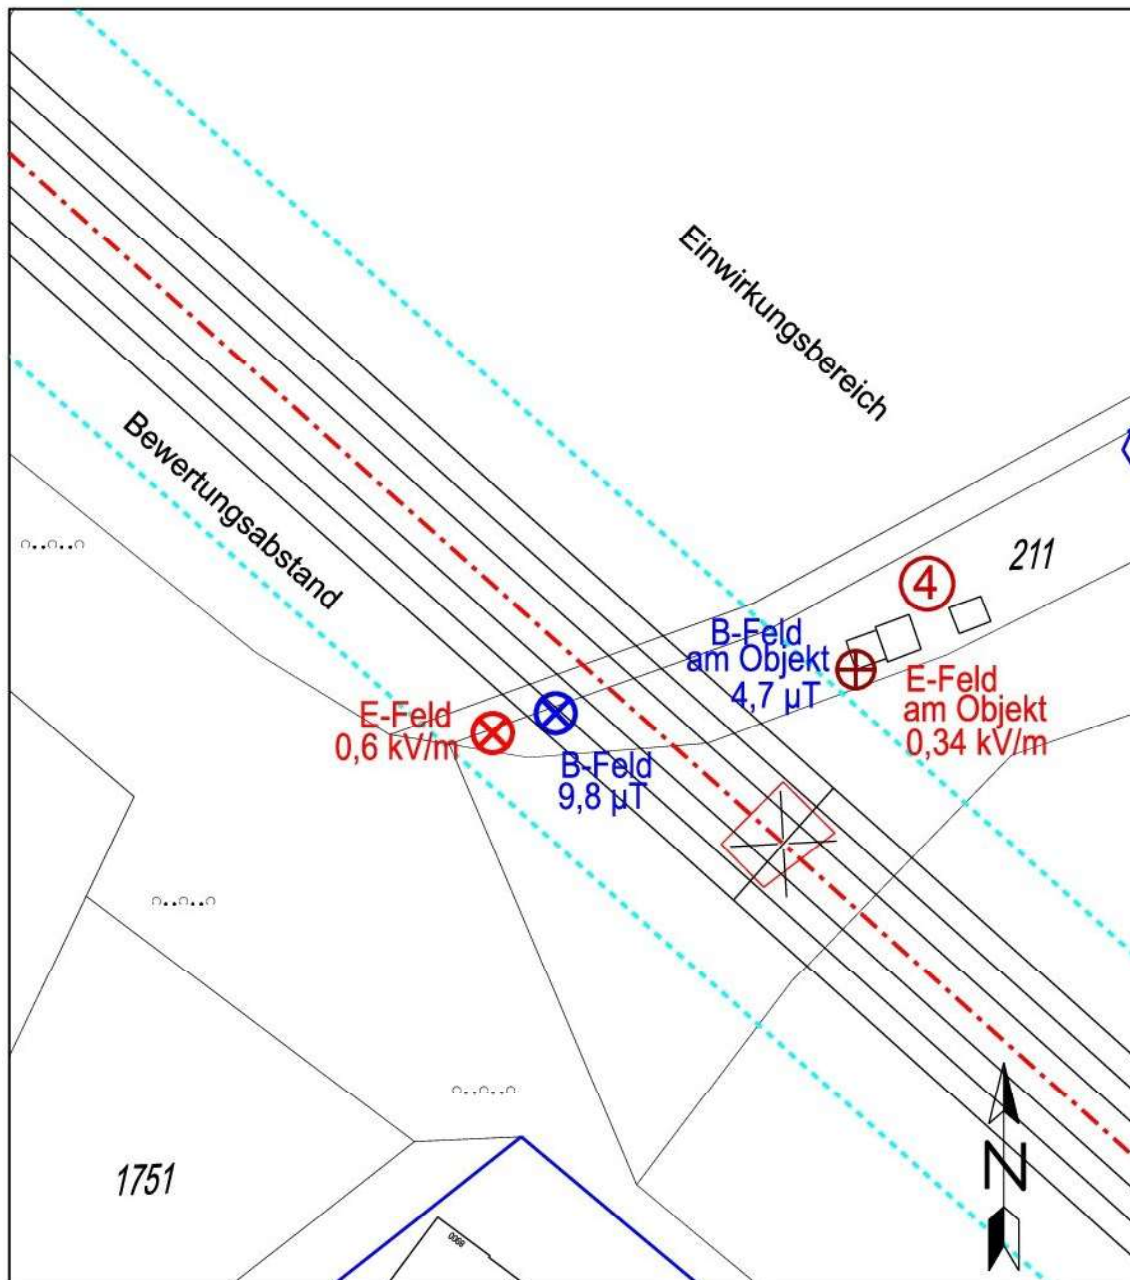 Einwirkungsbereich
Bewertungsabstand
211
4
B-Feld
am Objekt
4,7 µT
E-Feld
am Objekt
0,34 kV/m
E-Feld
0,6 kV/m
B-Feld
9,8 µT
1751
N